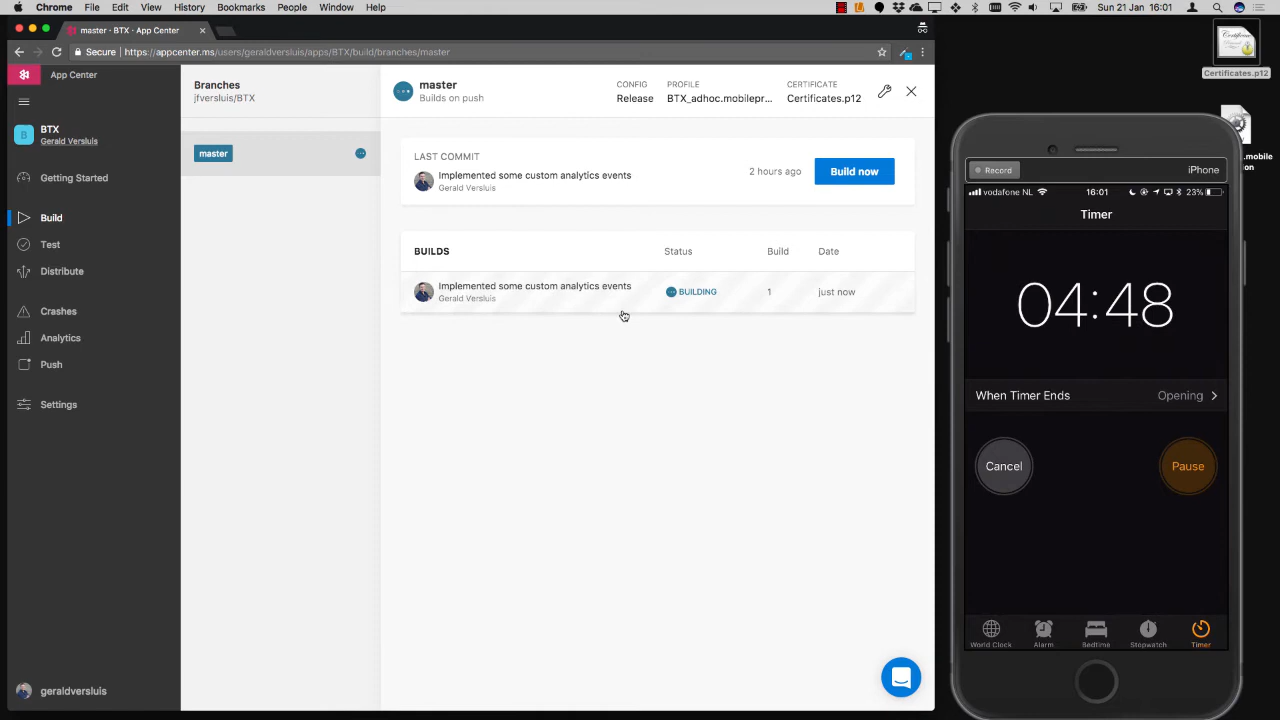 Chrome File Edit View History Bookmarks People Window Help
Sun 21 Jan 16:01
master · BTX · App Center
Secure https://appcenter.ms/users/geraldversluis/apps/BTX/build/branches/master
App Center
BTX
Gerald Versluis
Getting Started
Build
Test
Distribute
Crashes
Analytics
Push
Settings
geraldversluis
Branches
jfversluis/BTX
master
master
Builds on push
CONFIG
Release
PROFILE
BTX_adhoc.mobilepr...
CERTIFICATE
Certificates.p12
LAST COMMIT
Implemented some custom analytics events
Gerald Versluis
2 hours ago
Build now
BUILDS Status Build Date
Implemented some custom analytics events
Gerald Versluis
BUILDING 1 just now
Certificates.p12
.mobile
on
Record iPhone
vodafone NL 16:01 23%
Timer
04:48
When Timer Ends Opening
Cancel Pause
World Clock Alarm Bedtime Stopwatch Timer